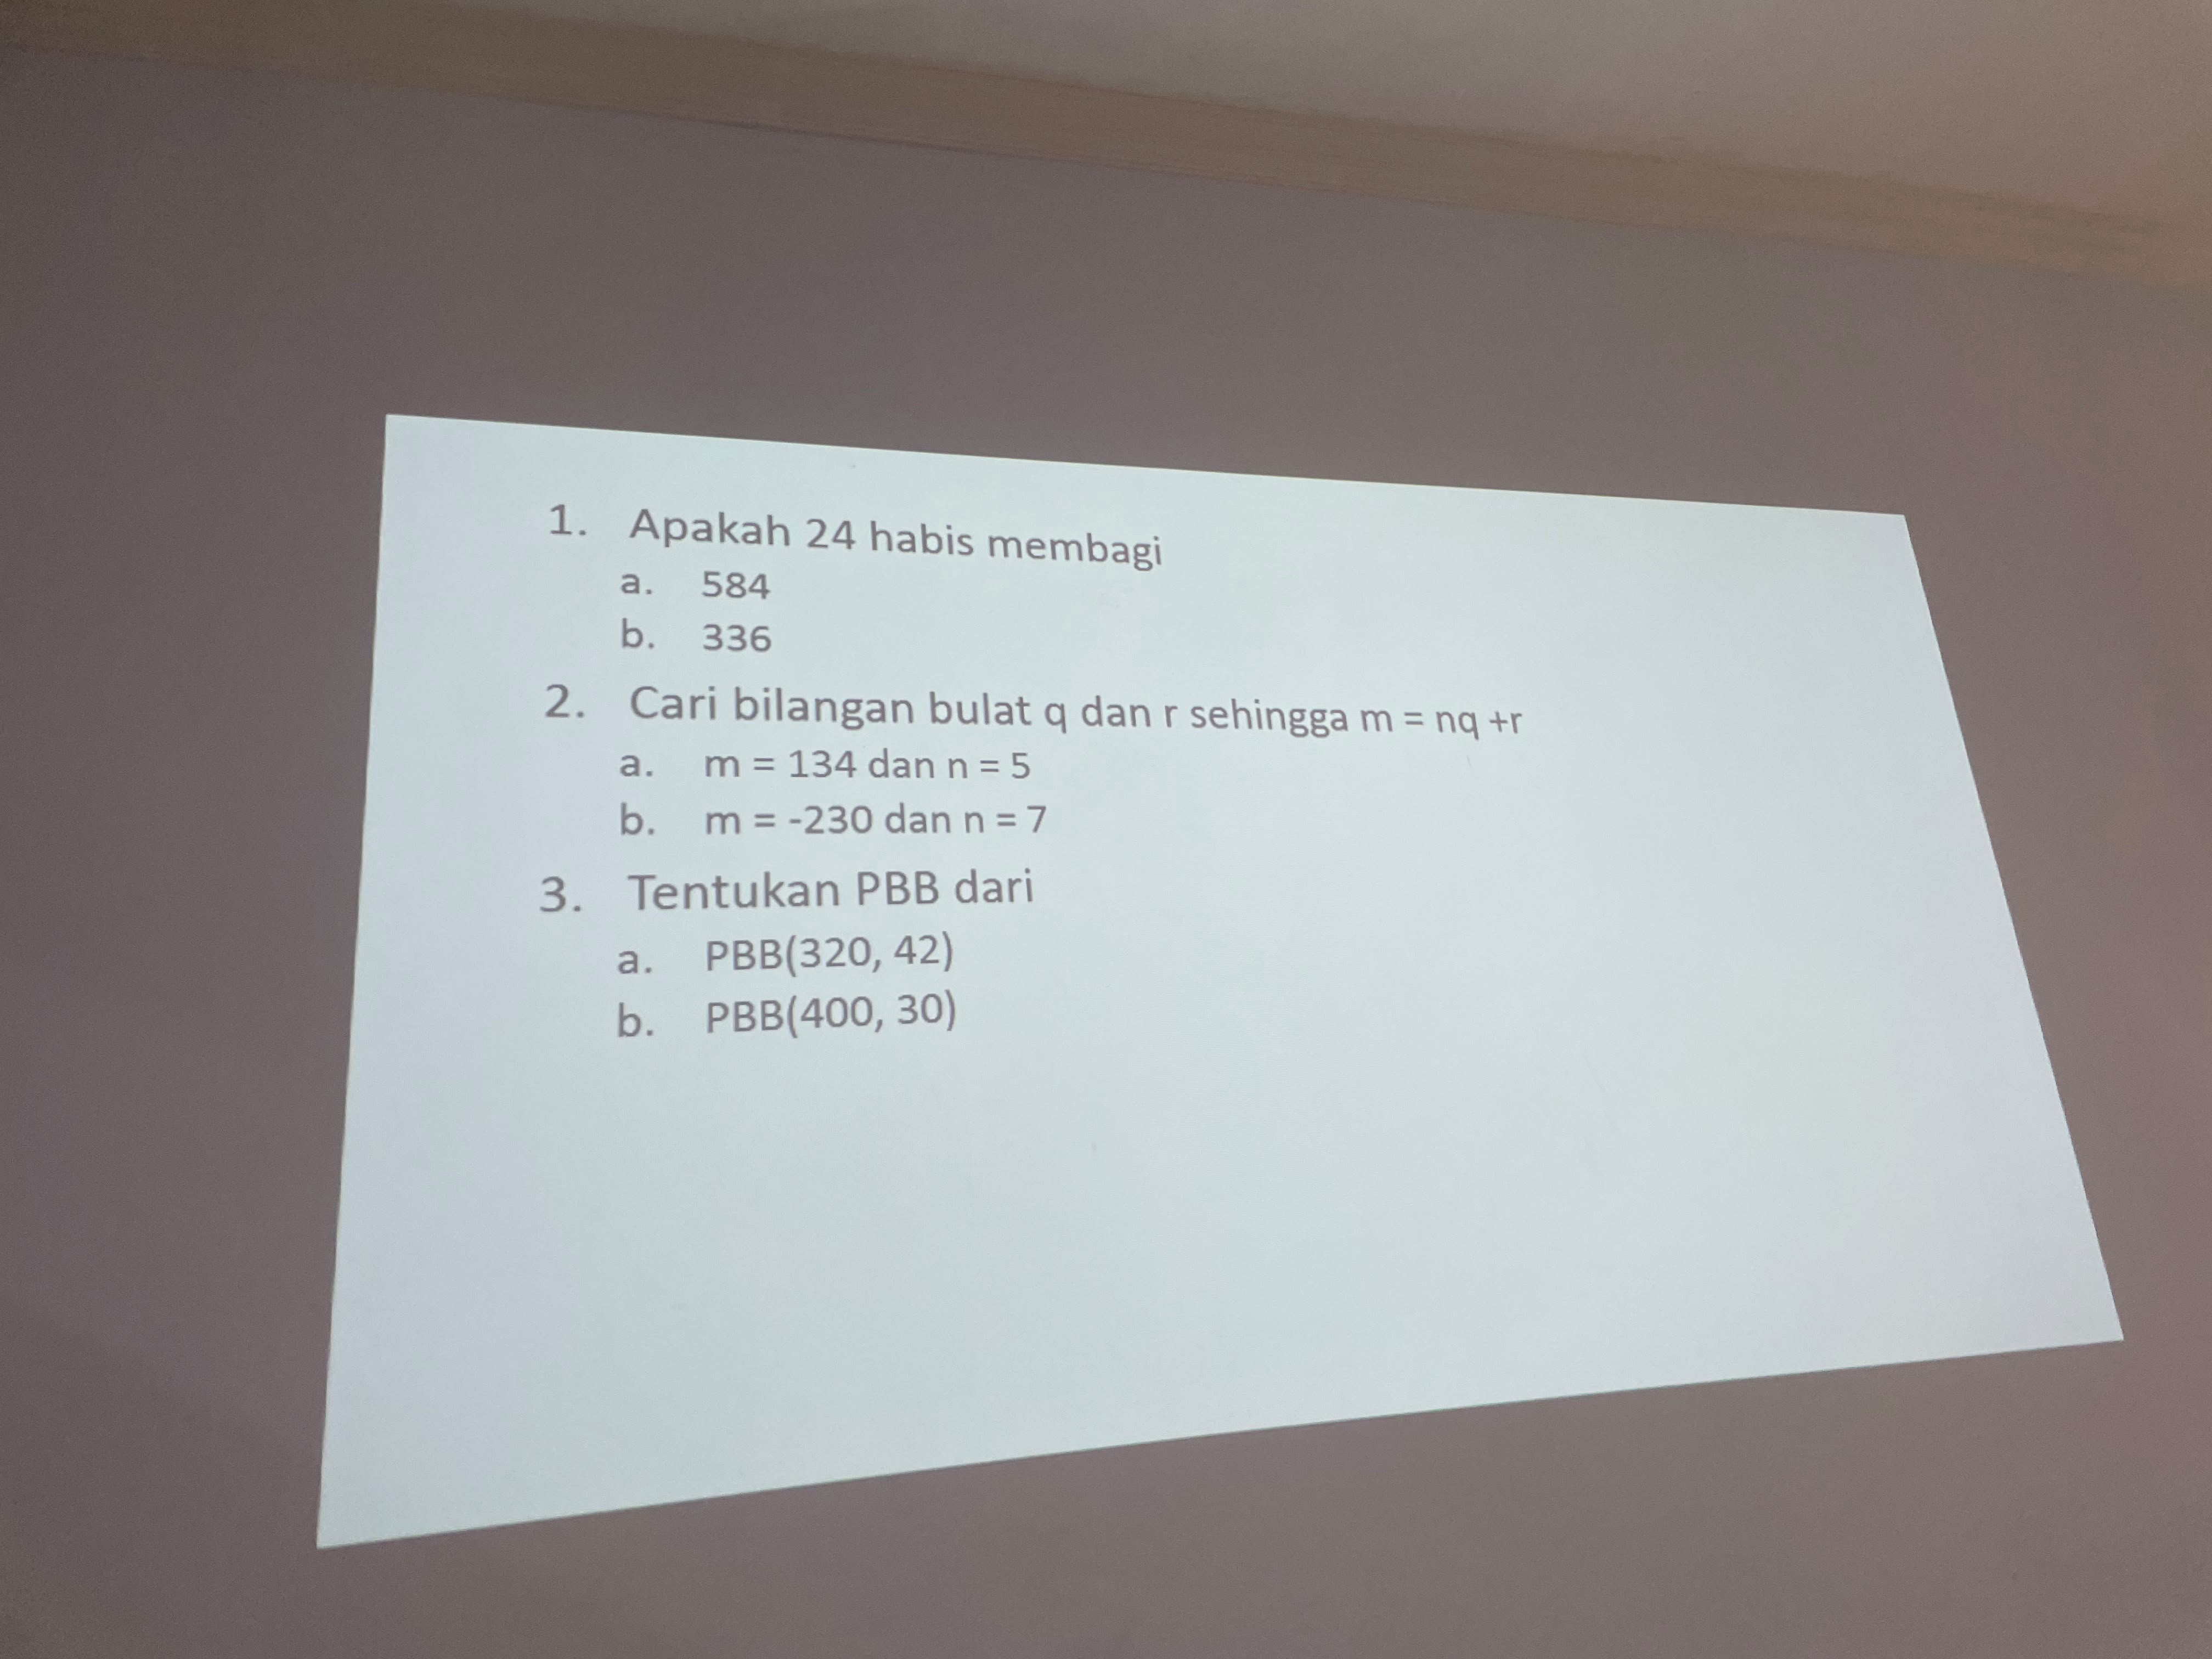 1. Apakah 24 habis membagi
a. 584
b. 336
2. Cari bilangan bulat q dan r sehingga m = nq +r
a. m = 134 dan n = 5
b. m = -230 dan n = 7
3. Tentukan PBB dari
a. PBB(320, 42)
b. PBB(400, 30)